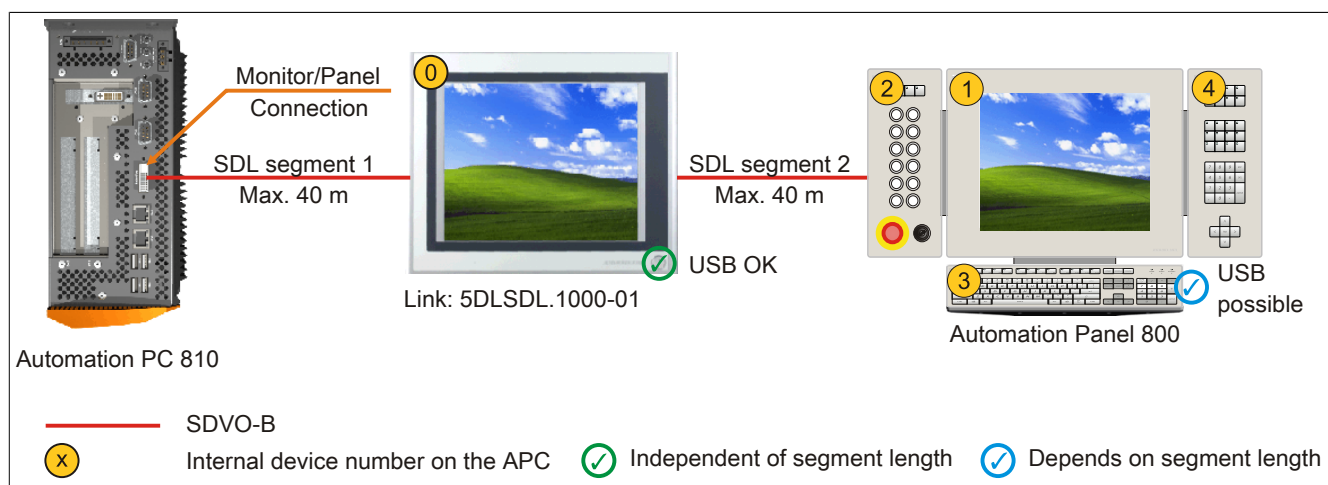 Monitor/Panel
Connection
SDL segment 1
Max. 40 m
0
USB OK
Link: 5DLSDL.1000-01
SDL segment 2
Max. 40 m
2
1
4
3
USB
possible
Automation Panel 800
Automation PC 810
SDVO-B
x
Internal device number on the APC
Independent of segment length
Depends on segment length